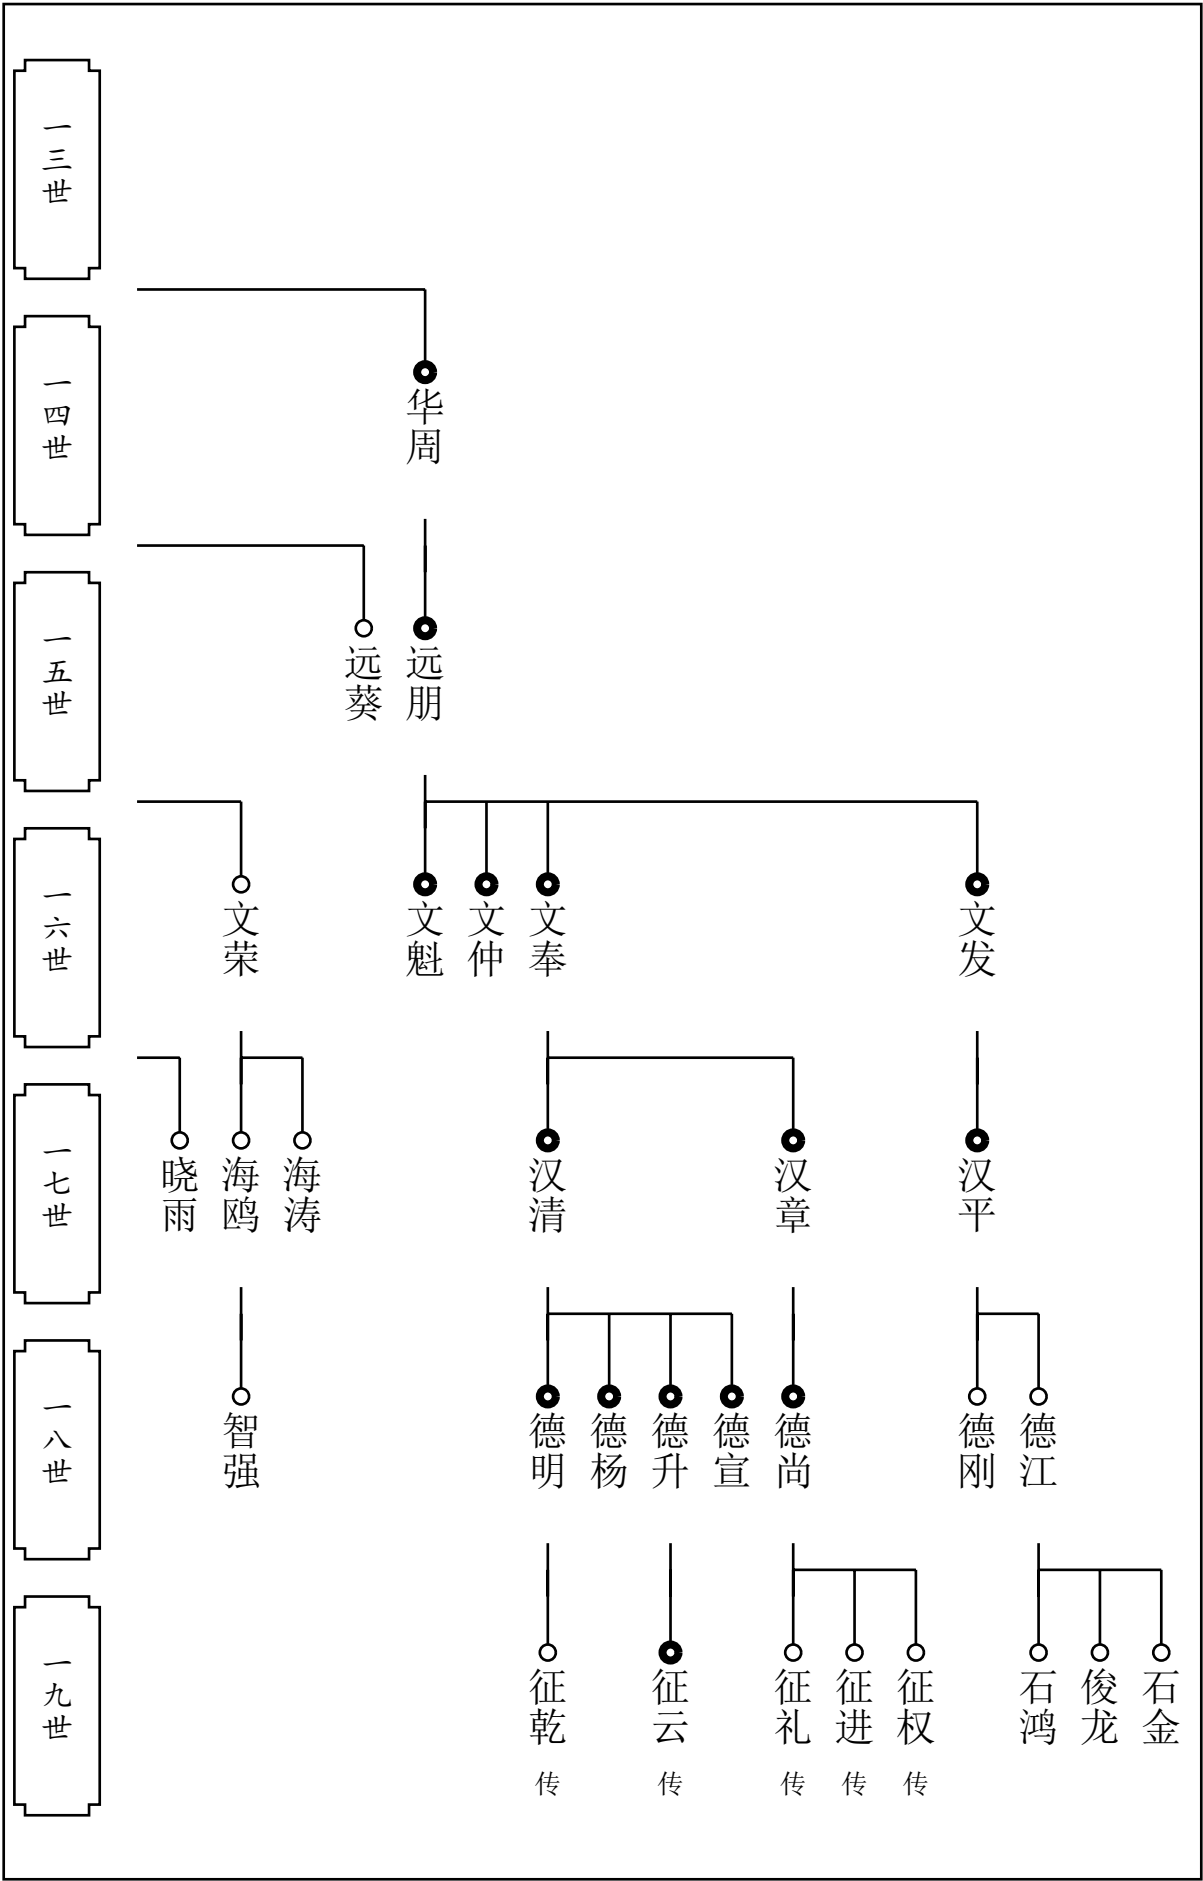 一三世
一四世
华周
一五世
远葵
远朋
一六世
文荣
文魁
文仲
文奉
文发
一七世
晓雨
海鸥
海涛
汉清
汉章
汉平
一八世
智强
德明
德杨
德升
德宣
德尚
德刚
德江
一九世
征乾
征云
征礼
征进
征权
石鸿
俊龙
石金
传
传
传
传
传